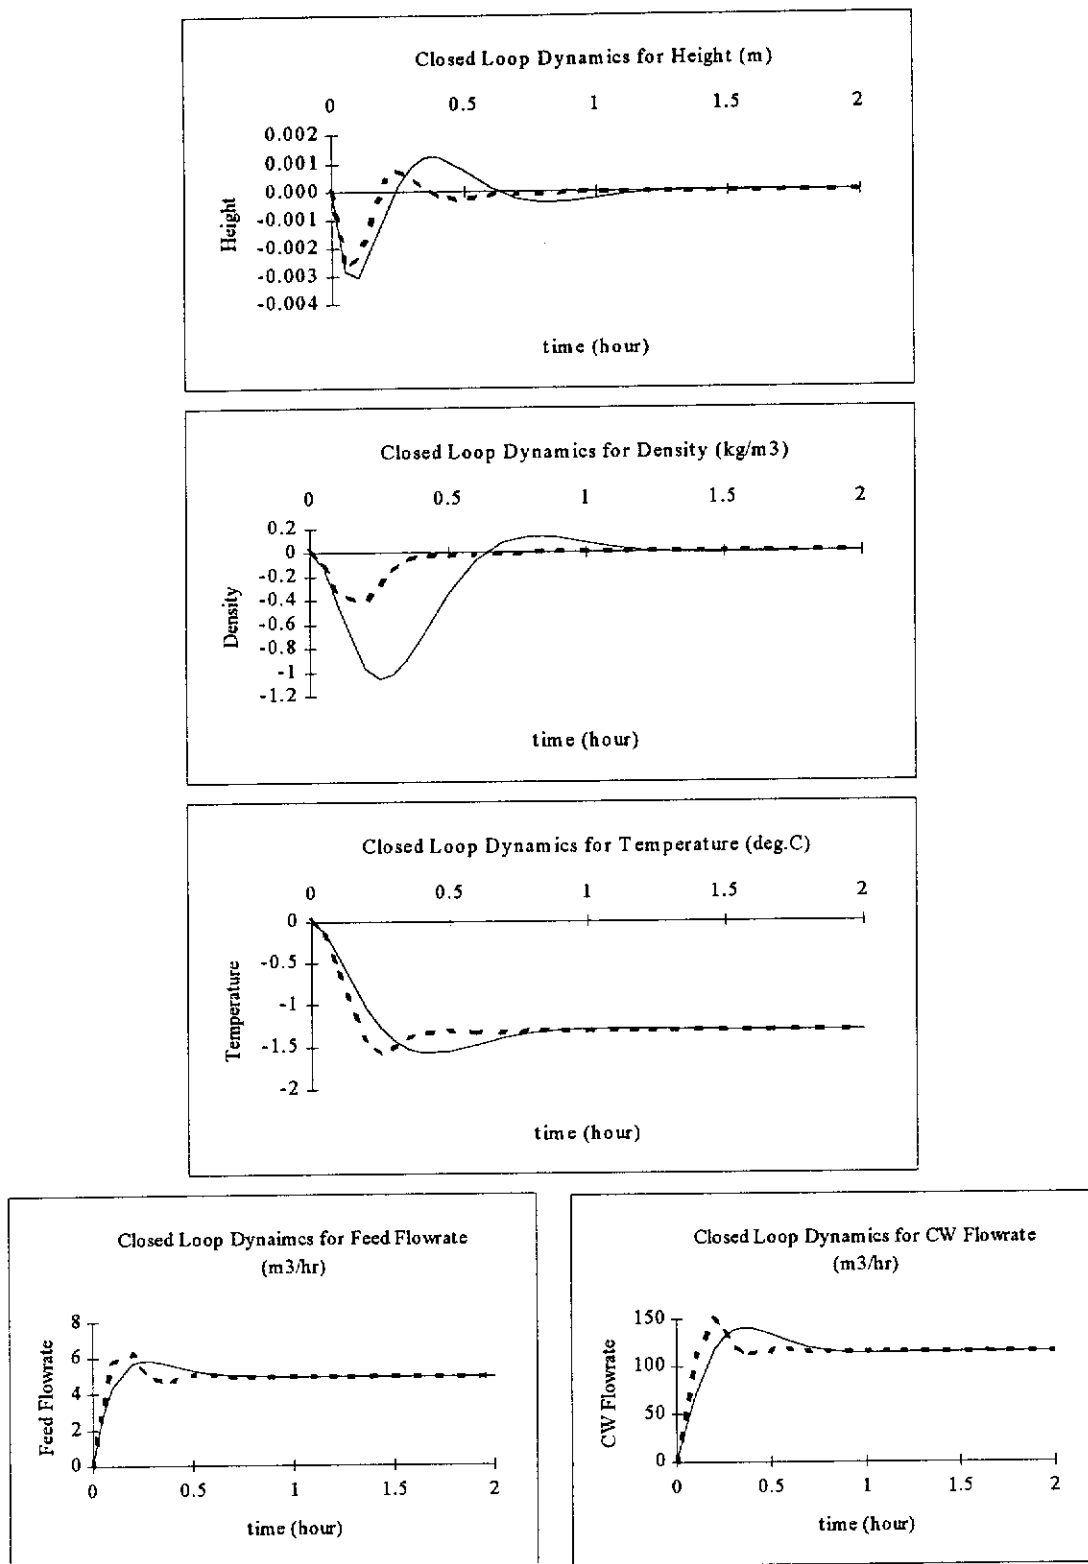 Closed Loop Dynamics for Height (m)
0 0.5 1 1.5 2
0.002
0.001
0.000
-0.001
-0.002
-0.003
-0.004
Height
time (hour)
Closed Loop Dynamics for Density (kg/m3)
0 0.5 1 1.5 2
0.2
0
-0.2
-0.4
-0.6
-0.8
-1
-1.2
Density
time (hour)
Closed Loop Dynamics for Temperature (deg.C)
0 0.5 1 1.5 2
0
-0.5
-1
-1.5
-2
Temperature
time (hour)
Closed Loop Dynaimcs for Feed Flowrate
(m3/hr)
8
6
4
2
0
Feed Flowrate
0 0.5 1 1.5 2
time (hour)
Closed Loop Dynamics for CW Flowrate
(m3/hr)
150
100
50
0
CW Flowrate
0 0.5 1 1.5 2
time (hour)